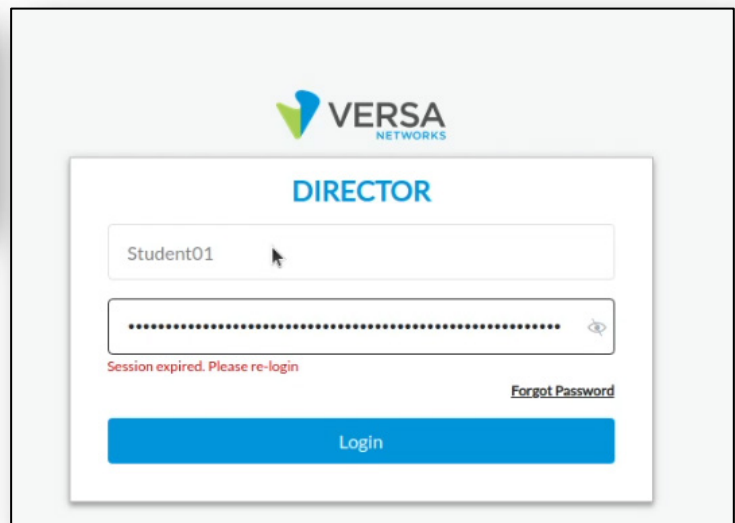 VERSA
NETWORKS
DIRECTOR
Student01
Session expired. Please re-login
Forgot Password
Login